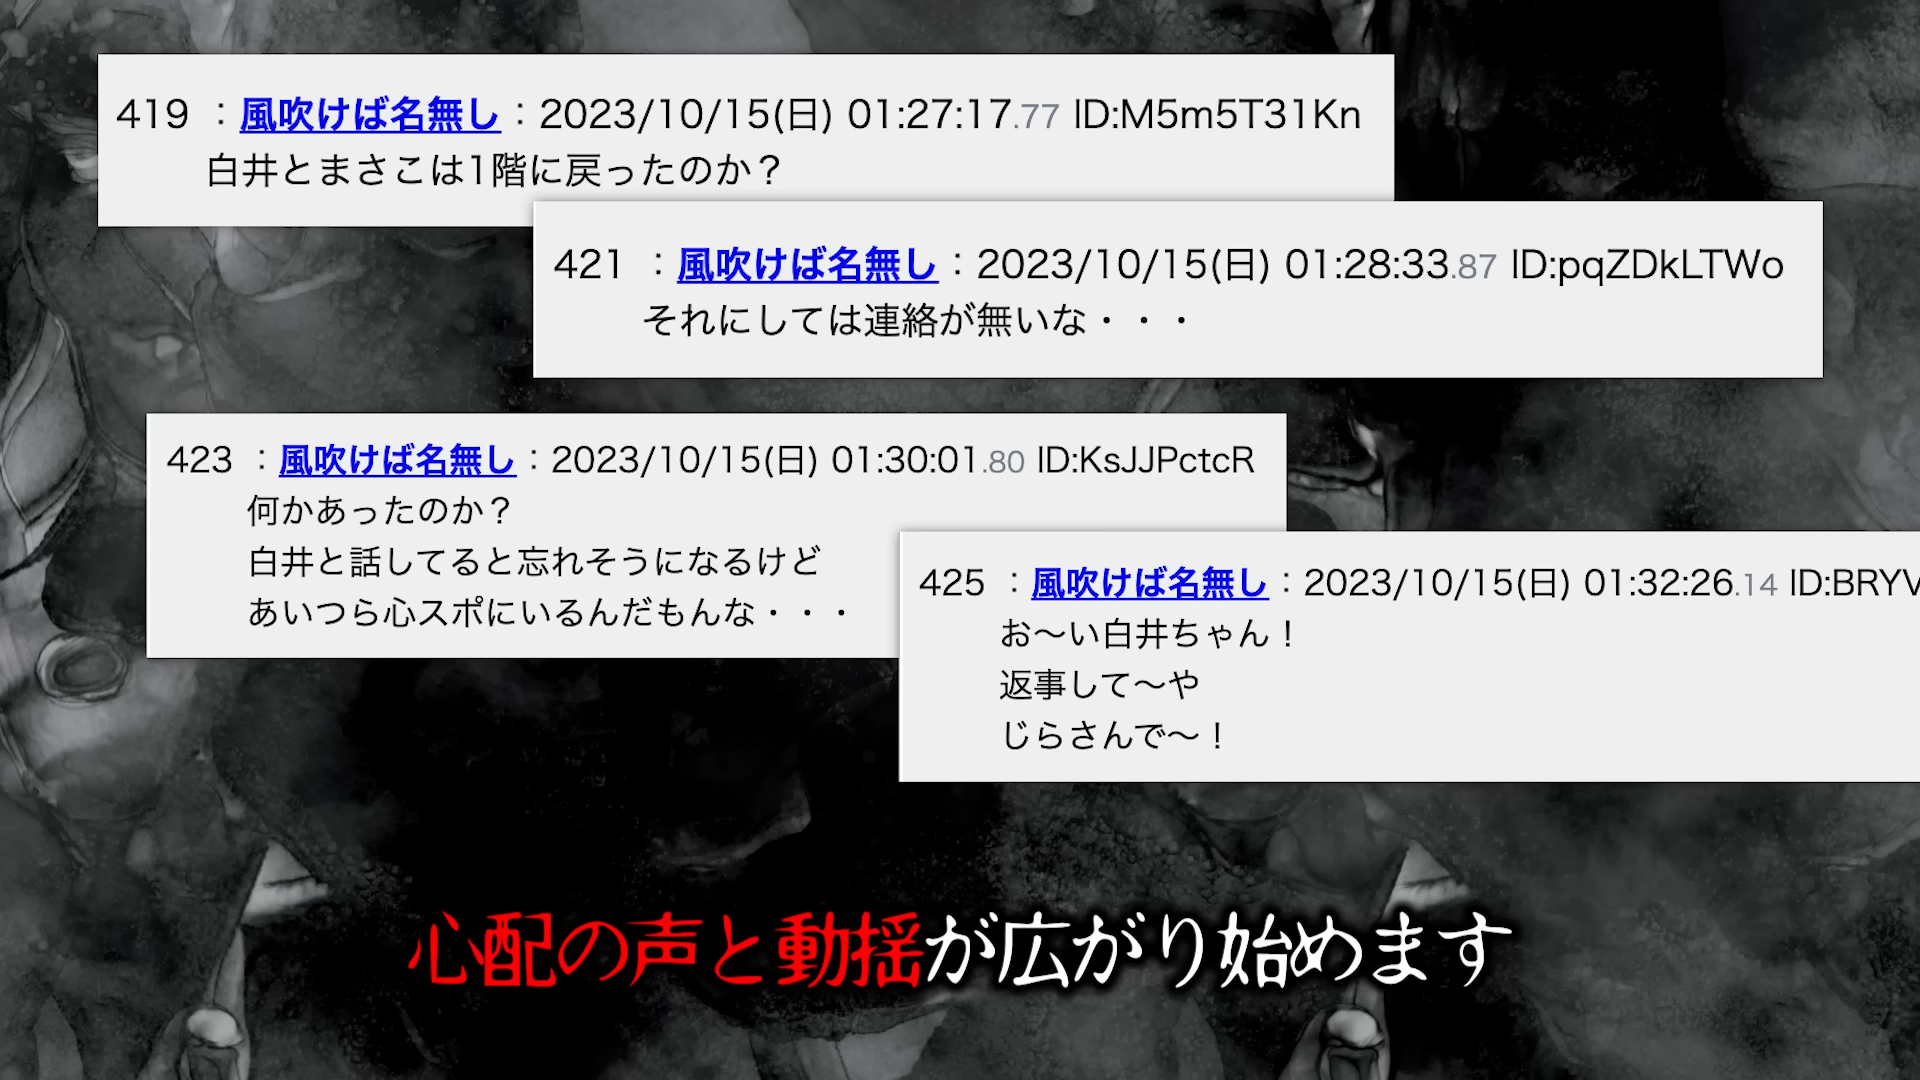 419 ：風吹けば名無し：2023/10/15(日) 01:27:17.77 ID:M5m5T31Kn
白井とまさこは1階に戻ったのか？
421 ：風吹けば名無し：2023/10/15(日) 01:28:33.87 ID:pqZDkLTWo
それにしては連絡が無いな・・・
423 ：風吹けば名無し：2023/10/15(日) 01:30:01.80 ID:KsJJPctcR
何かあったのか？
白井と話してると忘れそうになるけど
あいつら心スポにいるんだもんな・・・
425 ：風吹けば名無し：2023/10/15(日) 01:32:26.14 ID:BRYV
お～い白井ちゃん！
返事して～や
じらさんで～！
心配の声と動揺が広がり始めます